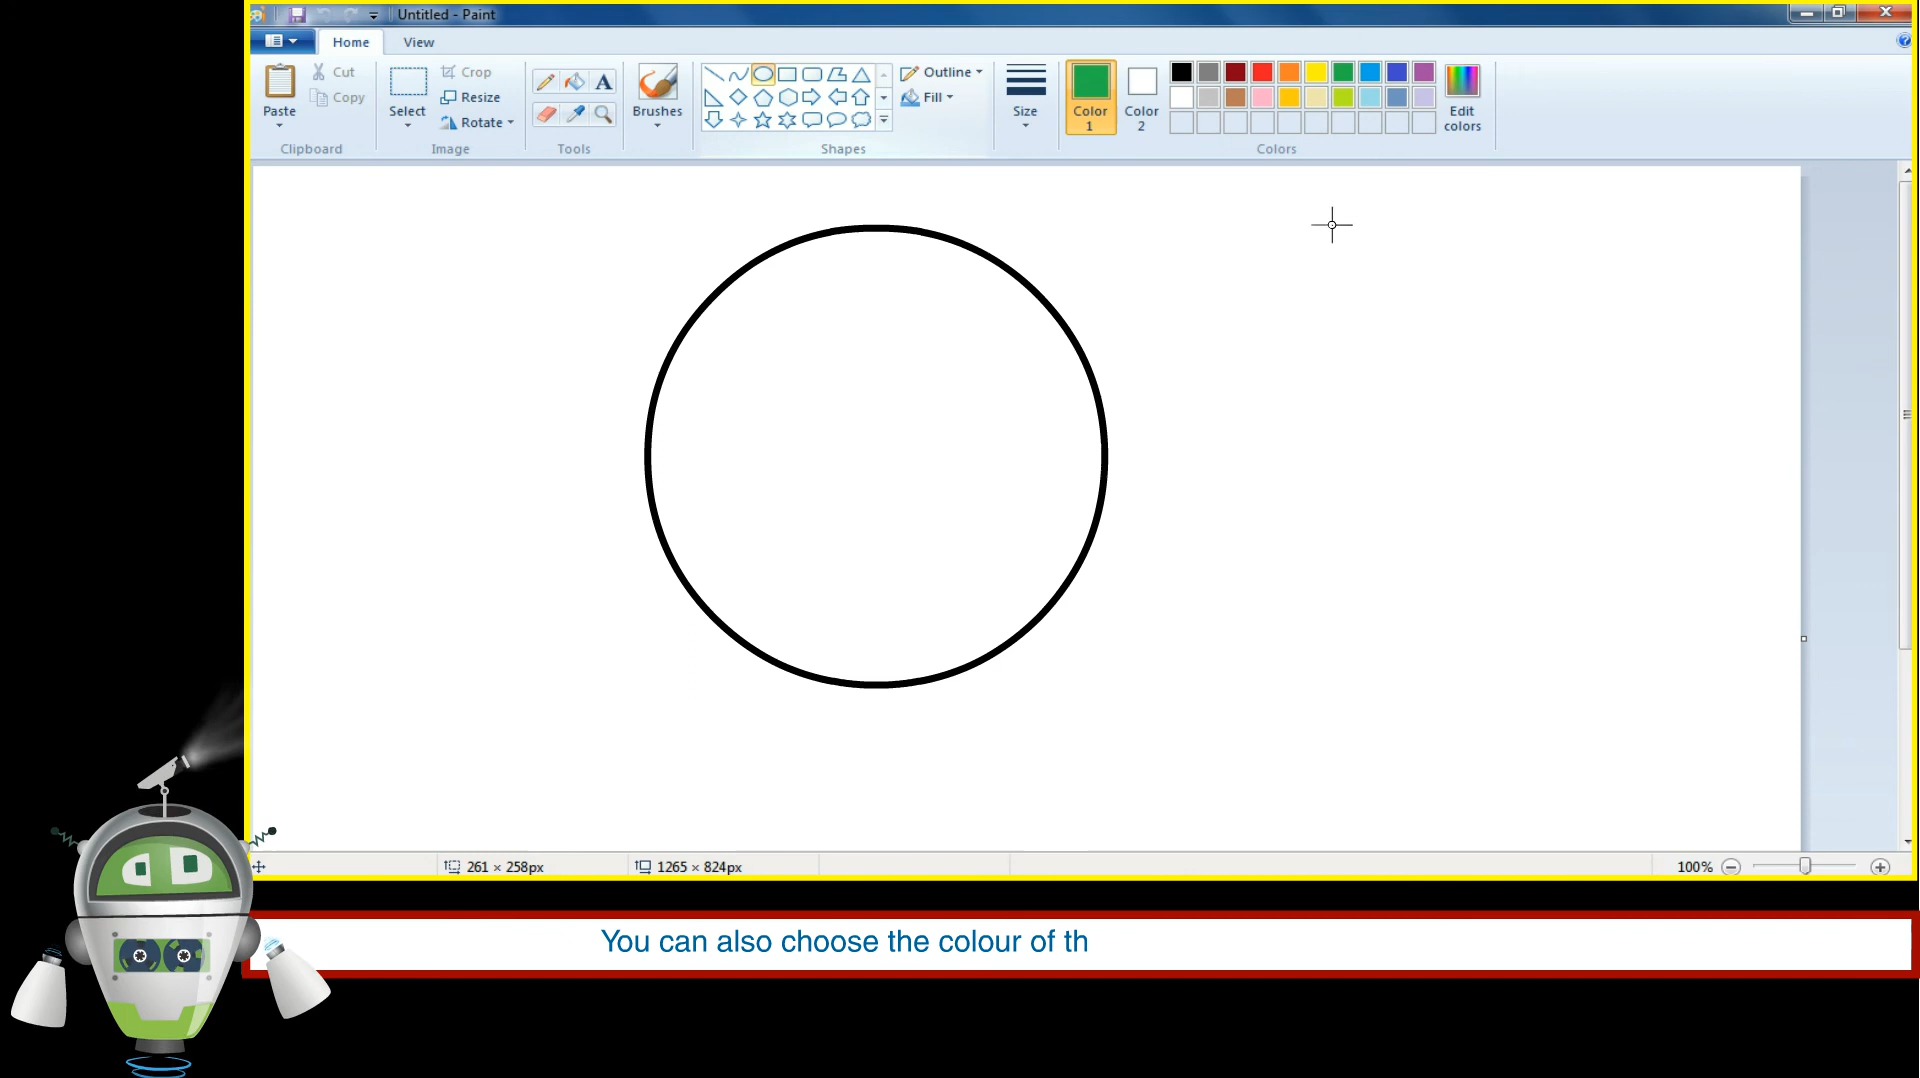 Untitled - Paint
Home View
Cut
Copy
Paste
Clipboard
Select
Crop
Resize
Rotate
Image
A
Tools
Brushes
Outline
Fill
Shapes
Size
Color 1
Color 2
Edit colors
Colors
261 × 258px
1265 × 824px
100%
You can also choose the colour of th